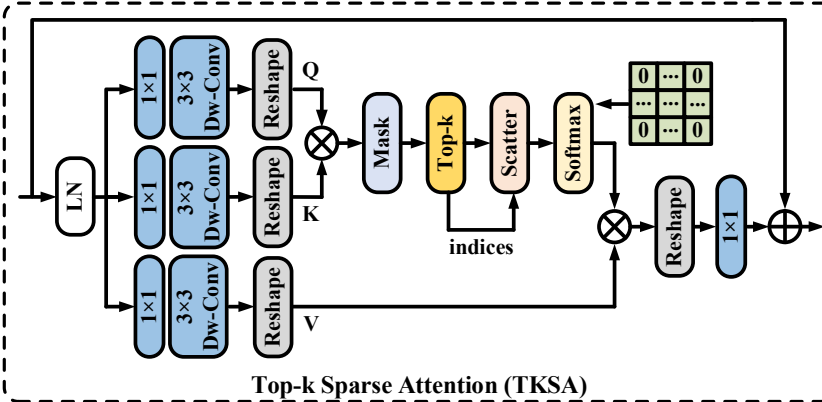 LN
1×1
3×3
Dw-Conv
Reshape
Q
1×1
3×3
Dw-Conv
Reshape
K
1×1
3×3
Dw-Conv
Reshape
V
Mask
Top-k
indices
Scatter
Softmax
0 ... 0
... ... ...
0 ... 0
Reshape
1×1
Top-k Sparse Attention (TKSA)